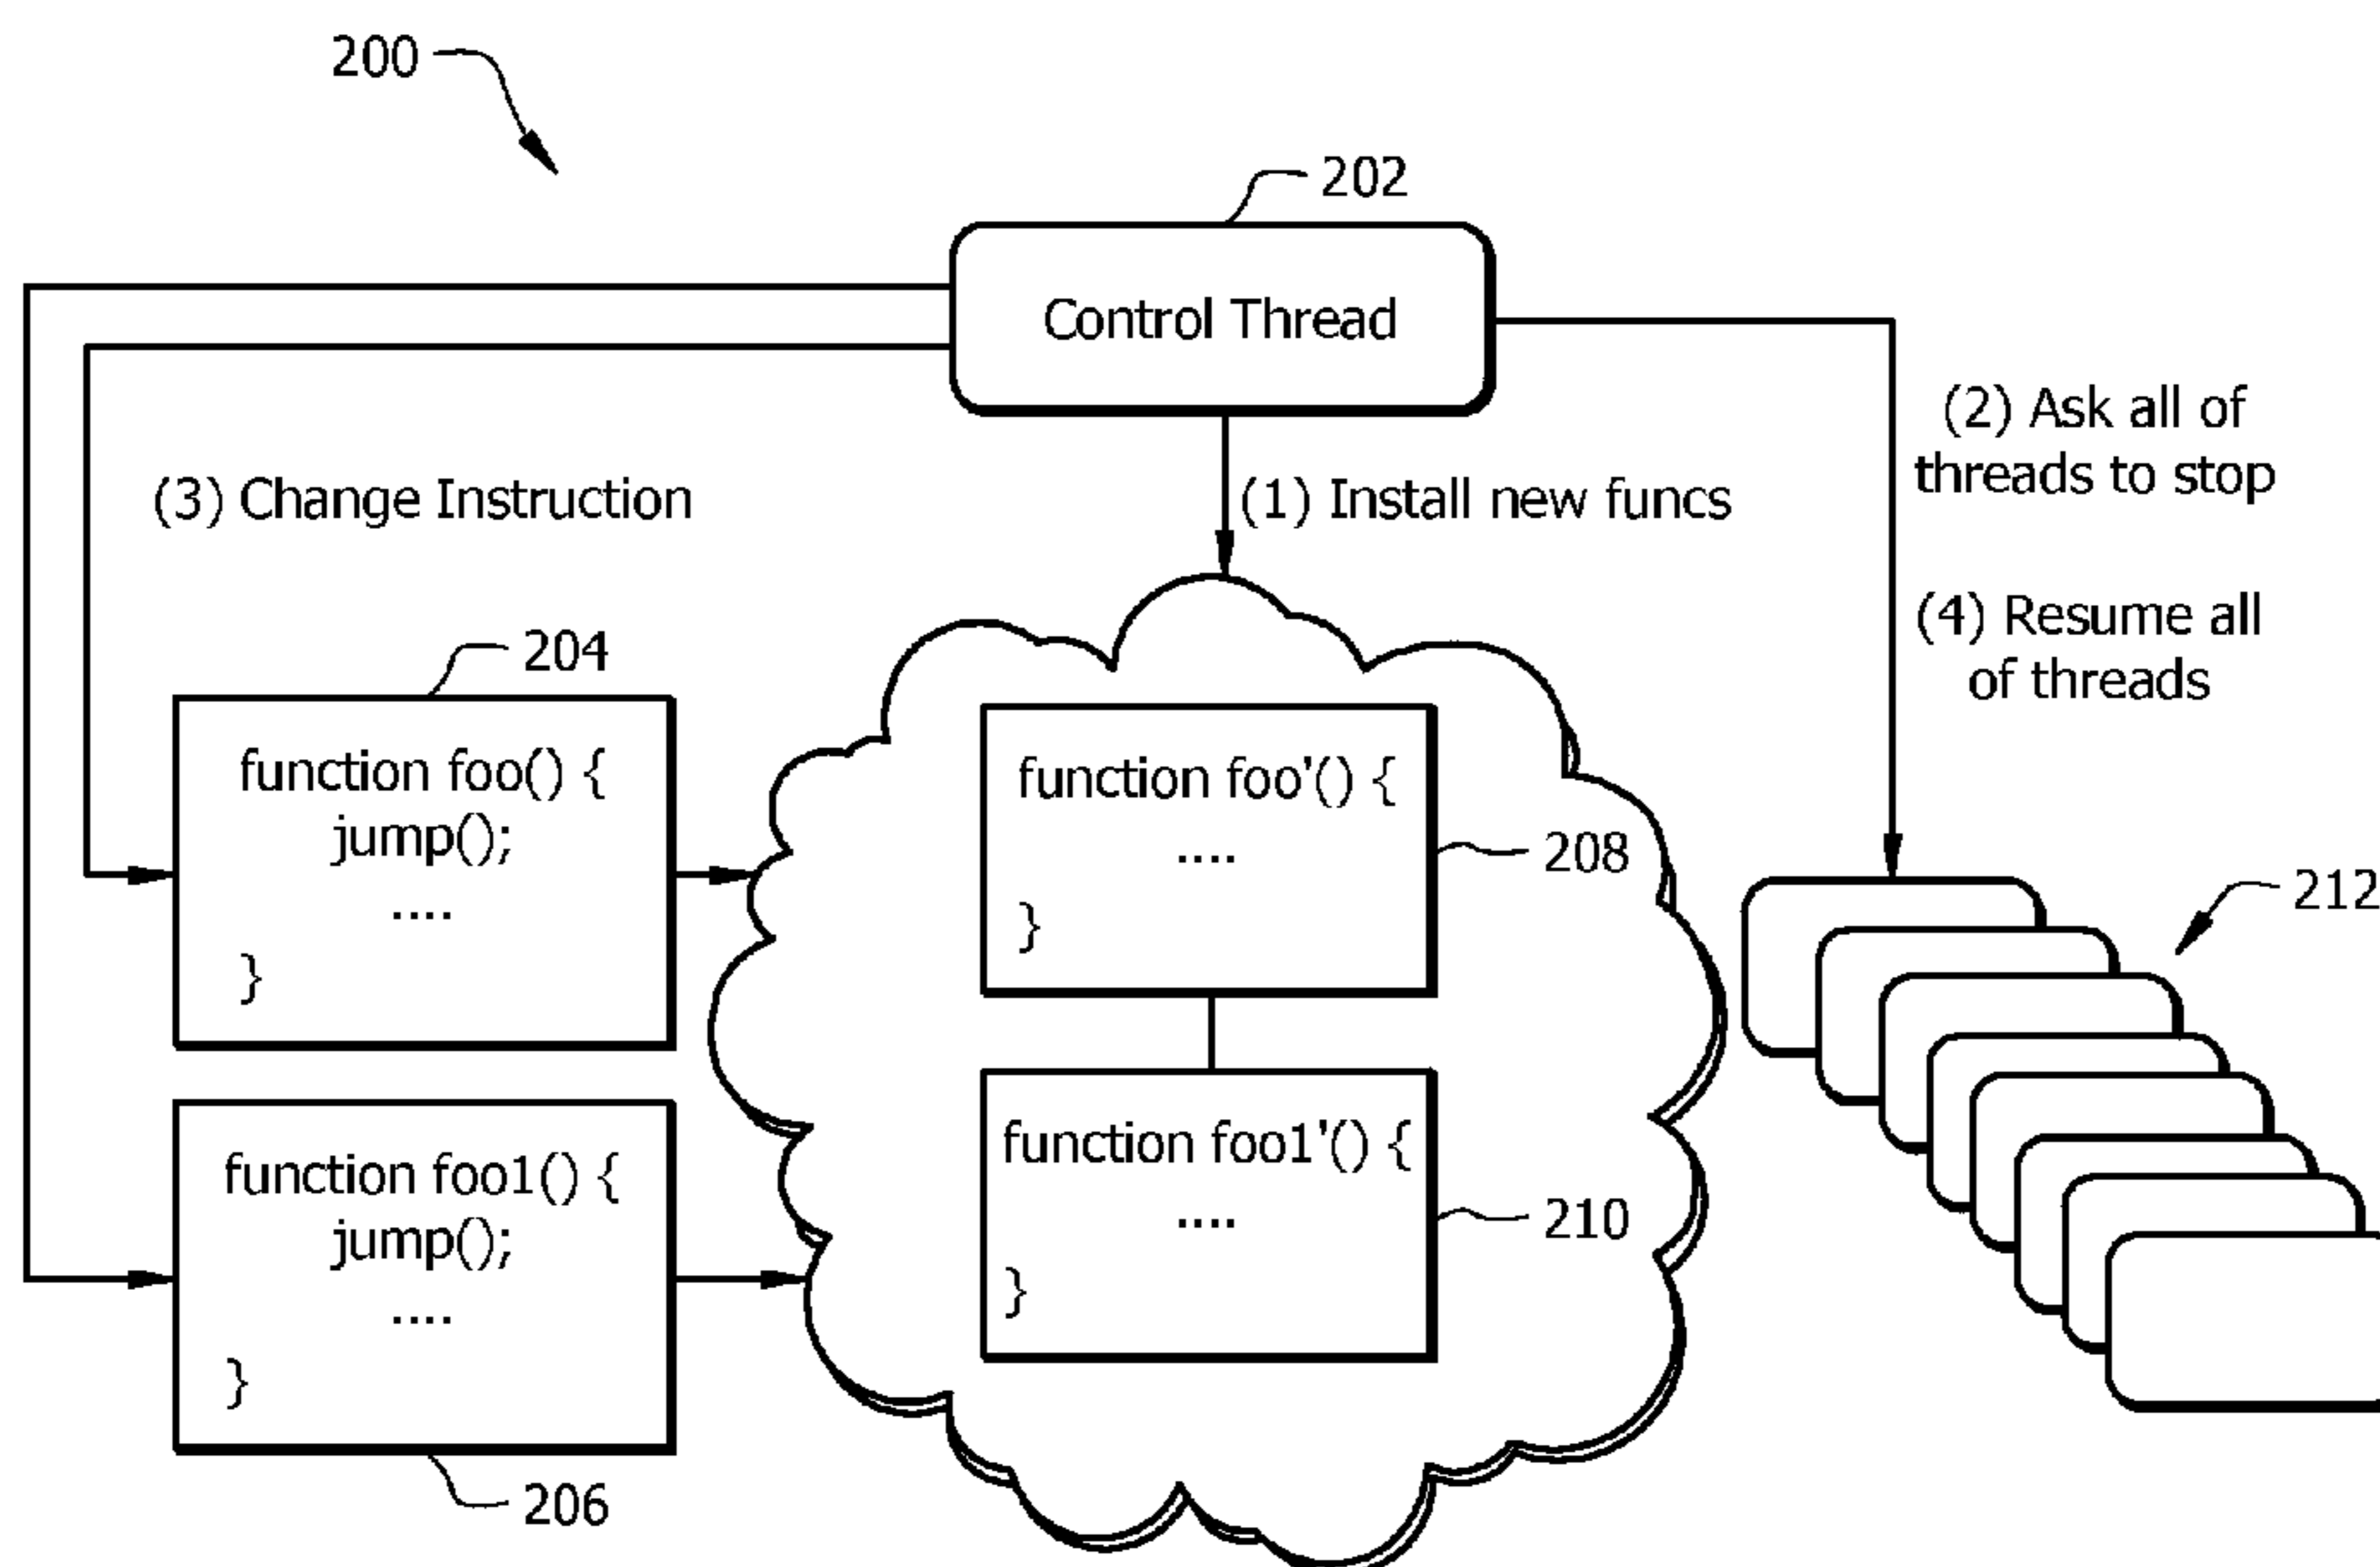 200
202
Control Thread
(2) Ask all of
threads to stop
(3) Change Instruction
(1) Install new funcs
(4) Resume all
of threads
204
function foo() {
jump();
....
}
function foo'() {
....
}
208
212
function foo1() {
jump();
....
}
206
function foo1'() {
....
}
210